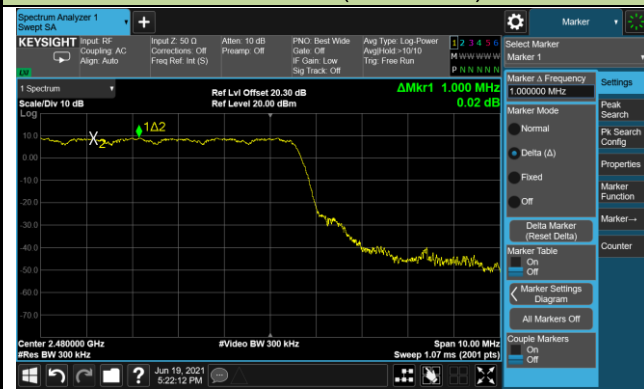 Spectrum Analyzer 1
Swept SA
Marker
KEYSIGHT
Input: RF
Coupling: AC
Align: Auto
Input Z: 50 Ω
Corrections: Off
Freq Ref: Int (S)
Atten: 10 dB
Preamp: Off
PNO: Best Wide
Gate: Off
IF Gain: Low
Sig Track: Off
Avg Type: Log-Power
Avg|Hold:>10/10
Trig: Free Run
1 2 3 4 5 6
M W W W W W
P N N N N N
LV
Select Marker
Marker 1
Marker Δ Frequency
1.000000 MHz
Marker Mode
Normal
Delta (Δ)
Fixed
Off
Delta Marker
(Reset Delta)
Marker Table
On
Off
Marker Settings
Diagram
All Markers Off
Couple Markers
On
Off
Settings
Peak
Search
Pk Search
Config
Properties
Marker
Function
Marker→
Counter
1 Spectrum
Scale/Div 10 dB
Log
Ref Lvl Offset 20.30 dB
Ref Level 20.00 dBm
ΔMkr1 1.000 MHz
0.02 dB
1Δ2
2
10.0
0.00
-10.0
-20.0
-30.0
-40.0
-50.0
-60.0
-70.0
Center 2.480000 GHz
#Res BW 300 kHz
#Video BW 300 kHz
Span 10.00 MHz
Sweep 1.07 ms (2001 pts)
Jun 19, 2021
5:22:12 PM